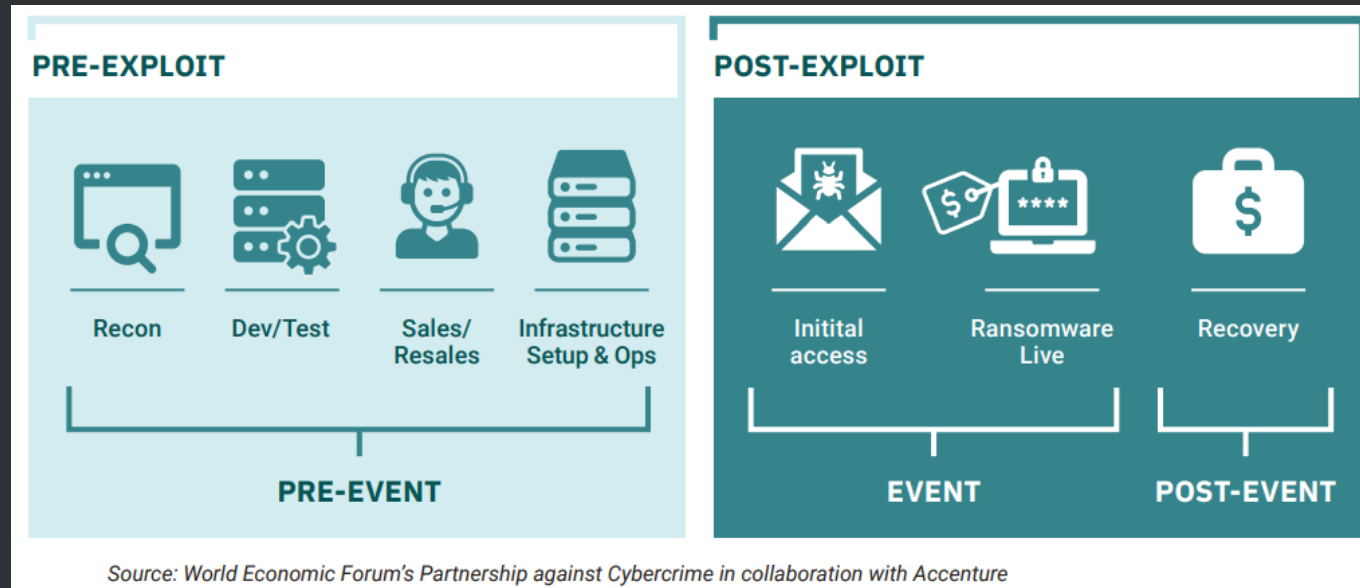 PRE-EXPLOIT
POST-EXPLOIT
$
****
$
Recon
Dev/Test
Sales/
Resales
Infrastructure
Setup & Ops
Initital
access
Ransomware
Live
Recovery
PRE-EVENT
EVENT
POST-EVENT
Source: World Economic Forum's Partnership against Cybercrime in collaboration with Accenture